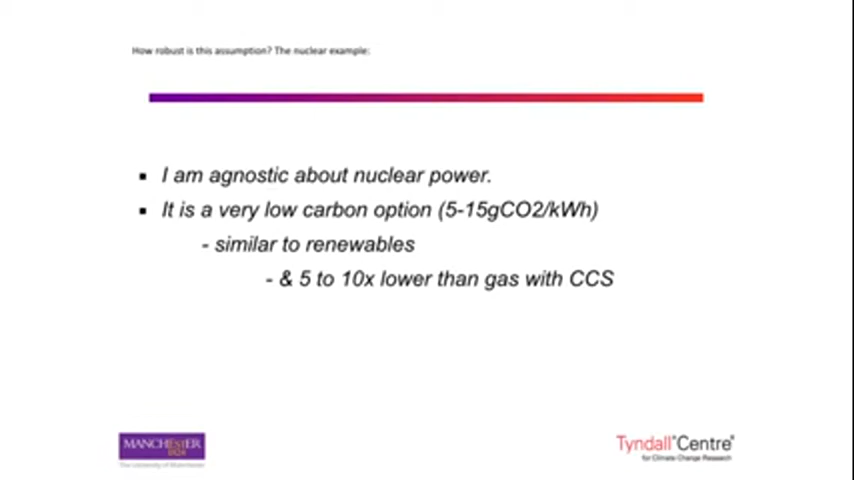 How robust is this assumption? The nuclear example:
▪ I am agnostic about nuclear power.
▪ It is a very low carbon option (5-15gCO2/kWh)
- similar to renewables
- & 5 to 10x lower than gas with CCS
MANCHESTER
1824
The University of Manchester
Tyndall°Centre°
for Climate Change Research